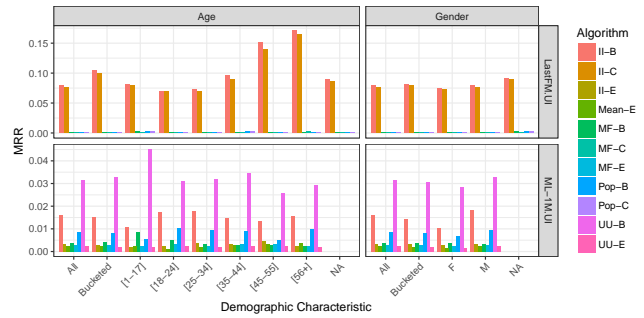 Age
Gender
Algorithm
II−B
II−C
II−E
Mean−E
MF−B
MF−C
MF−E
Pop−B
Pop−C
UU−B
UU−E
MRR
0.15
0.10
0.05
0.00
LastFM.UI
0.04
0.03
0.02
0.01
0.00
ML−1M.UI
All
Bucketed
[1−17]
[18−24]
[25−34]
[35−44]
[45−55]
[56+]
NA
All
Bucketed
F
M
NA
Demographic Characteristic